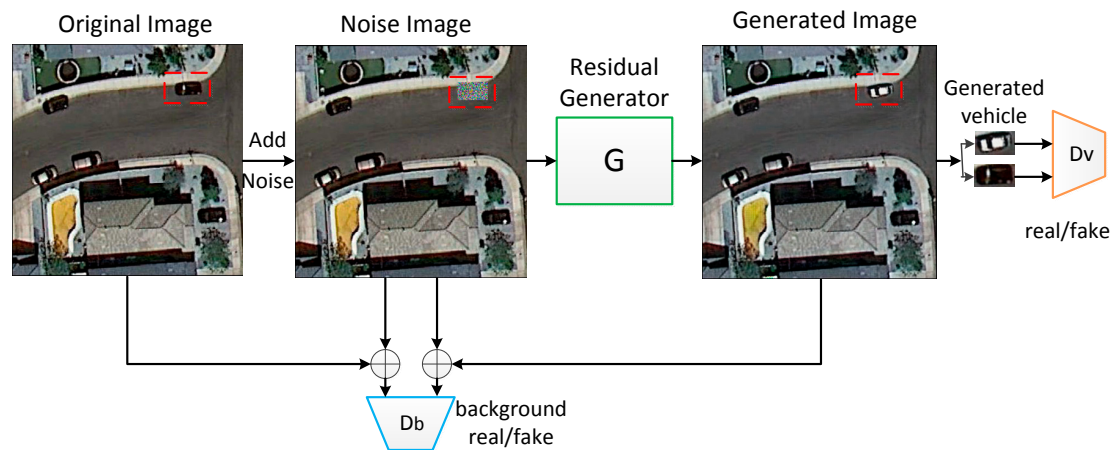 Original Image
Noise Image
Generated Image
Residual
Generator
Generated
vehicle
Add
Noise
G
Dv
real/fake
Db
background
real/fake